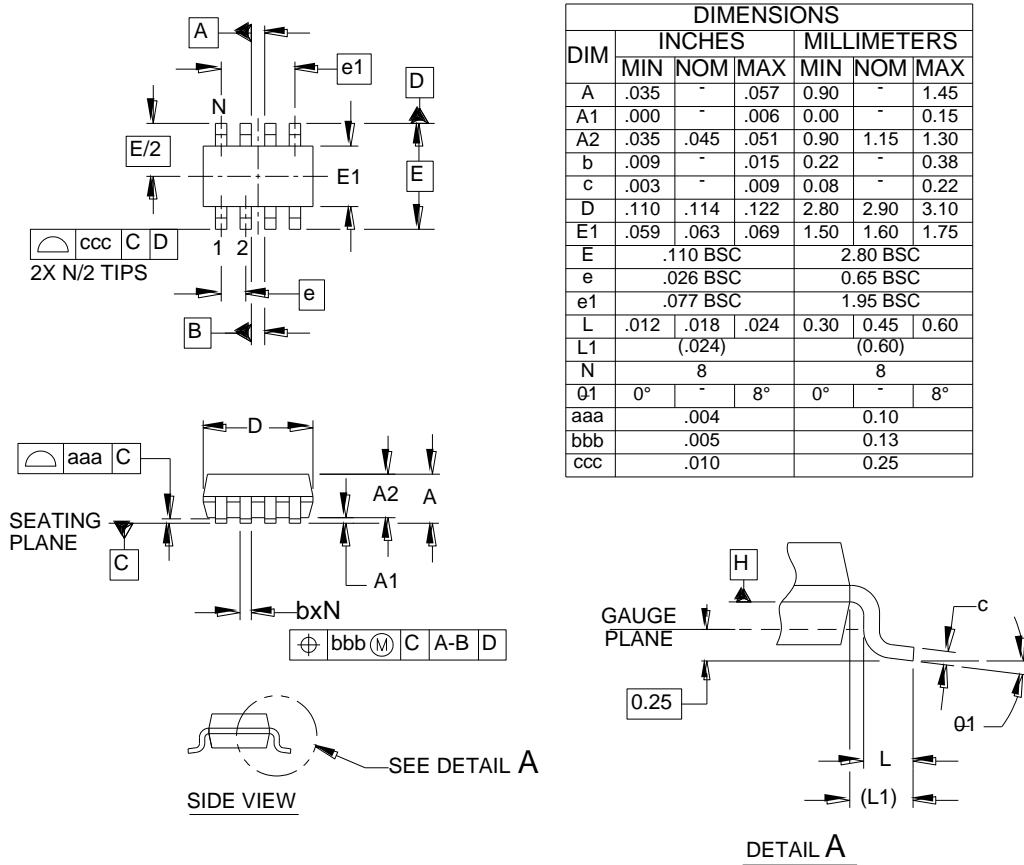 A
e1
D
N
E/2
E1
E
ccc C D
1 2
2X N/2 TIPS
e
B
DIMENSIONS
DIM INCHES MILLIMETERS
MIN NOM MAX MIN NOM MAX
A .035 - .057 0.90 - 1.45
A1 .000 - .006 0.00 - 0.15
A2 .035 .045 .051 0.90 1.15 1.30
b .009 - .015 0.22 - 0.38
c .003 - .009 0.08 - 0.22
D .110 .114 .122 2.80 2.90 3.10
E1 .059 .063 .069 1.50 1.60 1.75
E .110 BSC 2.80 BSC
e .026 BSC 0.65 BSC
e1 .077 BSC 1.95 BSC
L .012 .018 .024 0.30 0.45 0.60
L1 (.024) (0.60)
N 8 8
θ1 0° - 8° 0° - 8°
aaa .004 0.10
bbb .005 0.13
ccc .010 0.25
D
aaa C
A2 A
SEATING
PLANE
C
A1
bxN
bbb Ⓜ C A-B D
SEE DETAIL A
SIDE VIEW
H
GAUGE
PLANE
c
0.25
θ1
L
(L1)
DETAIL A